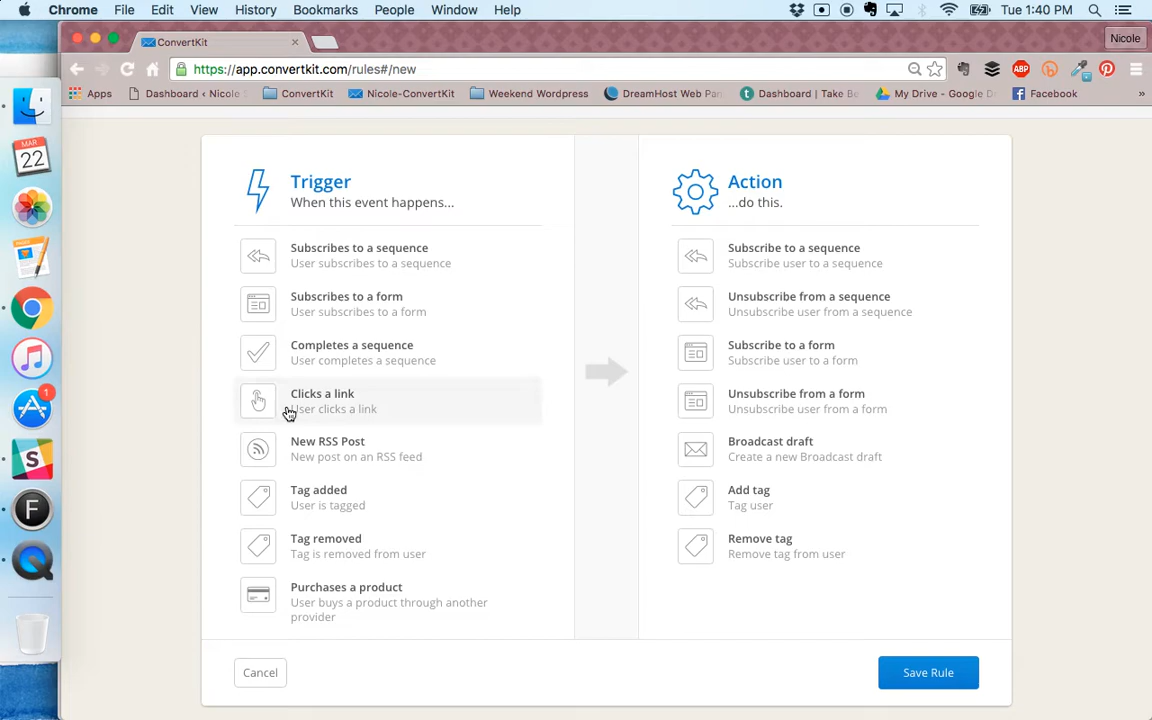 Chrome File Edit View History Bookmarks People Window Help Tue 1:40 PM
ConvertKit Nicole
https://app.convertkit.com/rules#/new ABP
Apps Dashboard ‹ Nicole ConvertKit Nicole-ConvertKit Weekend Wordpress DreamHost Web Pan Dashboard | Take Be My Drive - Google D Facebook »
MAR
22
1
Trigger
When this event happens...
Subscribes to a sequence
User subscribes to a sequence
Subscribes to a form
User subscribes to a form
Completes a sequence
User completes a sequence
Clicks a link
User clicks a link
New RSS Post
New post on an RSS feed
Tag added
User is tagged
Tag removed
Tag is removed from user
Purchases a product
User buys a product through another
provider
Action
...do this.
Subscribe to a sequence
Subscribe user to a sequence
Unsubscribe from a sequence
Unsubscribe user from a sequence
Subscribe to a form
Subscribe user to a form
Unsubscribe from a form
Unsubscribe user from a form
Broadcast draft
Create a new Broadcast draft
Add tag
Tag user
Remove tag
Remove tag from user
Cancel
Save Rule